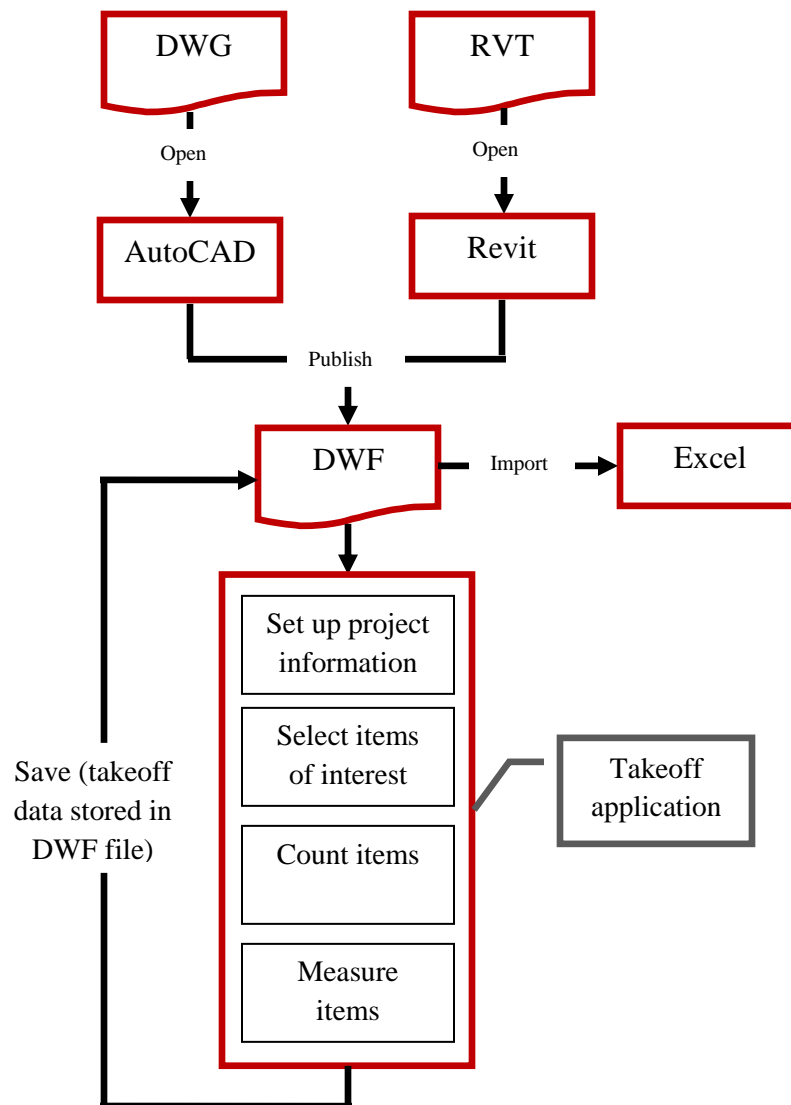 DWG
RVT
Open
Open
AutoCAD
Revit
Publish
DWF
Import
Excel
Set up project
information
Select items
of interest
Save (takeoff
data stored in
DWF file)
Takeoff
application
Count items
Measure
items